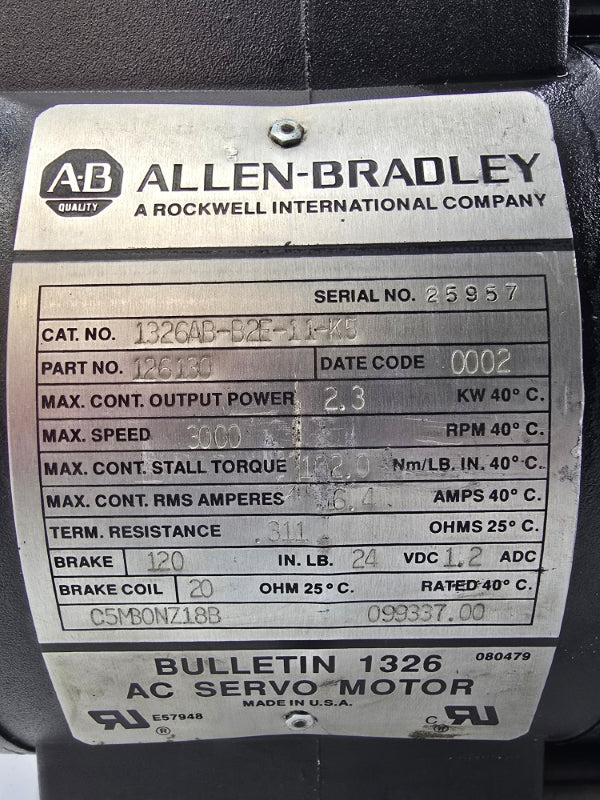 A-B
QUALITY
ALLEN-BRADLEY
A ROCKWELL INTERNATIONAL COMPANY
SERIAL NO. 25957
CAT. NO. 1326AB-B2E-11-K5
PART NO. 126130 DATE CODE 0002
MAX. CONT. OUTPUT POWER 2.3 KW 40° C.
MAX. SPEED 3000 RPM 40° C.
MAX. CONT. STALL TORQUE Nm/LB. IN. 40° C.
MAX. CONT. RMS AMPERES AMPS 40° C.
TERM. RESISTANCE .311 OHMS 25° C.
BRAKE 120 IN. LB. 24 VDC 1.2 ADC
BRAKE COIL 20 OHM 25° C. RATED 40° C.
C5MB0NZ18B 099337.00
BULLETIN 1326 080479
AC SERVO MOTOR
MADE IN U.S.A.
E57948
®
C
®